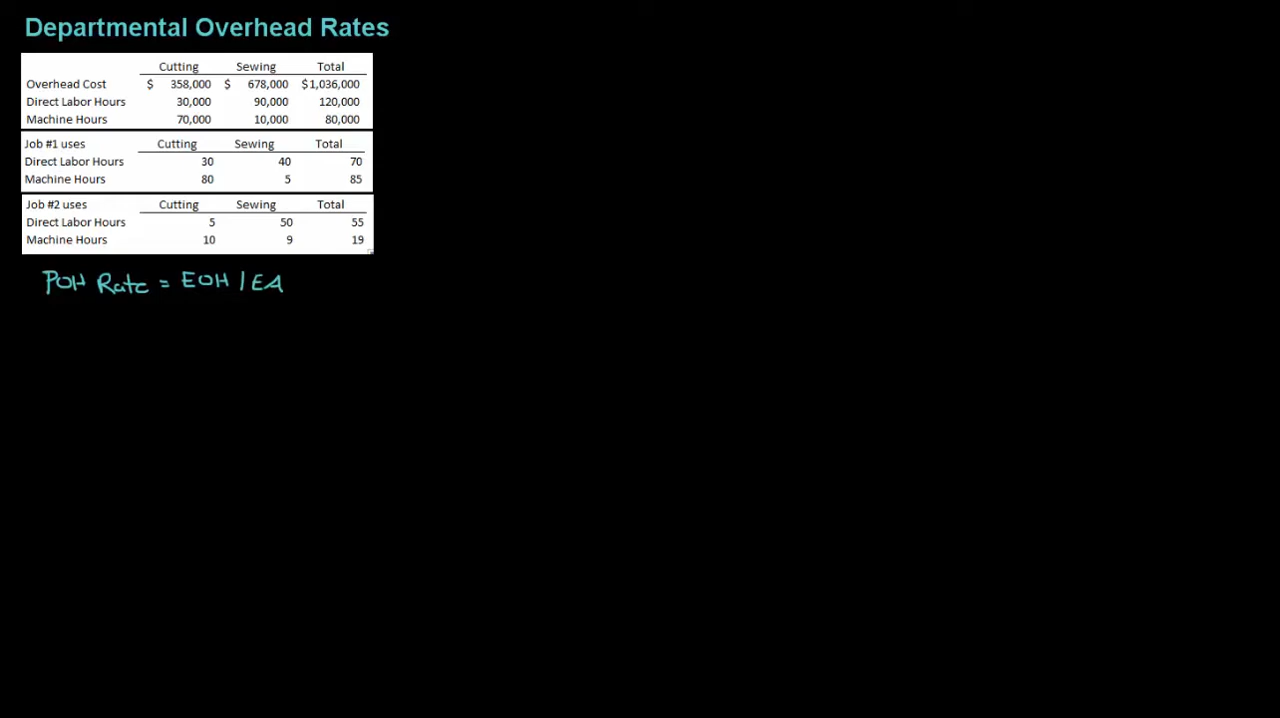 Departmental Overhead Rates
Cutting Sewing Total
Overhead Cost $ 358,000 $ 678,000 $1,036,000
Direct Labor Hours 30,000 90,000 120,000
Machine Hours 70,000 10,000 80,000
Job #1 uses Cutting Sewing Total
Direct Labor Hours 30 40 70
Machine Hours 80 5 85
Job #2 uses Cutting Sewing Total
Direct Labor Hours 5 50 55
Machine Hours 10 9 19
POH Rate = EOH / EA